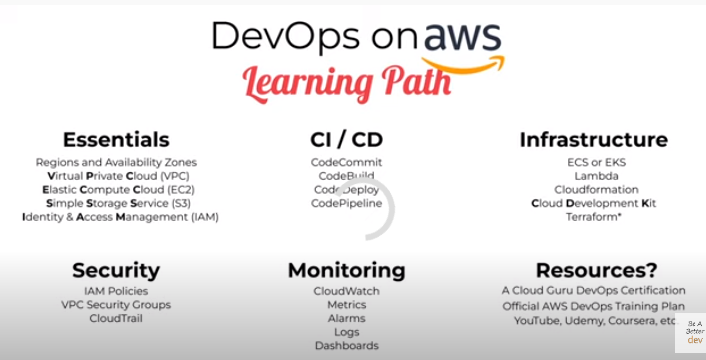 DevOps on aws
Learning Path
Essentials
Regions and Availability Zones
Virtual Private Cloud (VPC)
Elastic Compute Cloud (EC2)
Simple Storage Service (S3)
Identity & Access Management (IAM)
CI / CD
CodeCommit
CodeBuild
CodeDeploy
CodePipeline
Infrastructure
ECS or EKS
Lambda
Cloudformation
Cloud Development Kit
Terraform*
Security
IAM Policies
VPC Security Groups
CloudTrail
Monitoring
CloudWatch
Metrics
Alarms
Logs
Dashboards
Resources?
A Cloud Guru DevOps Certification
Official AWS DevOps Training Plan
YouTube, Udemy, Coursera, etc
Be A
Better
dev